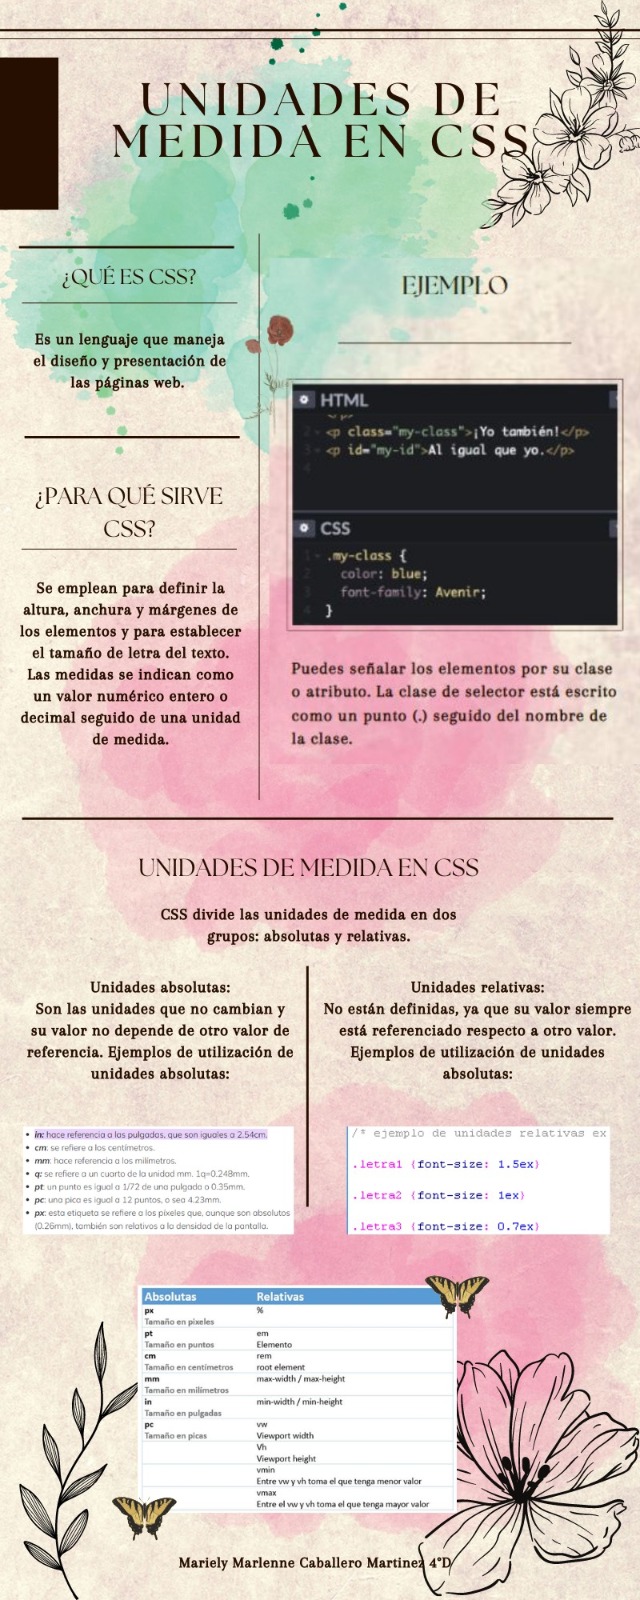 UNIDADES DE
MEDIDA EN CSS
¿QUÉ ES CSS?
Es un lenguaje que maneja
el diseño y presentación de
las páginas web.
¿PARA QUÉ SIRVE
CSS?
Se emplean para definir la
altura, anchura y márgenes de
los elementos y para establecer
el tamaño de letra del texto.
Las medidas se indican como
un valor numérico entero o
decimal seguido de una unidad
de medida.
EJEMPLO
HTML
2 <p class="my-class">¡Yo también!</p>
3 <p id="my-id">Al igual que yo.</p>
4
CSS
1 .my-class {
2 color: blue;
3 font-family: Avenir;
4 }
Puedes señalar los elementos por su clase
o atributo. La clase de selector está escrito
como un punto (.) seguido del nombre de
la clase.
UNIDADES DE MEDIDA EN CSS
CSS divide las unidades de medida en dos
grupos: absolutas y relativas.
Unidades absolutas:
Son las unidades que no cambian y
su valor no depende de otro valor de
referencia. Ejemplos de utilización de
unidades absolutas:
• in: hace referencia a las pulgadas, que son iguales a 2.54cm.
• cm: se refiere a los centímetros.
• mm: hace referencia a los milímetros.
• q: se refiere a un cuarto de la unidad mm. 1q=0.248mm.
• pt: un punto es igual a 1/72 de una pulgada o 0.35mm.
• pc: una pica es igual a 12 puntos, o sea 4.23mm.
• px: esta etiqueta se refiere a los píxeles que, aunque son absolutos
(0.26mm), también son relativos a la densidad de la pantalla.
Unidades relativas:
No están definidas, ya que su valor siempre
está referenciado respecto a otro valor.
Ejemplos de utilización de unidades
absolutas:
/* ejemplo de unidades relativas ex
.letra1 (font-size: 1.5ex)
.letra2 (font-size: 1ex)
.letra3 (font-size: 0.7ex)
Absolutas Relativas
px %
Tamaño en pixeles
pt em
Tamaño en puntos Elemento
cm rem
Tamaño en centímetros root element
mm max-width / max-height
Tamaño en milímetros
in min-width / min-height
Tamaño en pulgadas
pc vw
Tamaño en picas Viewport width
Vh
Viewport height
vmin
Entre vw y vh toma el que tenga menor valor
vmax
Entre el vw y vh toma el que tenga mayor valor
Mariely Marlenne Caballero Martinez 4°D